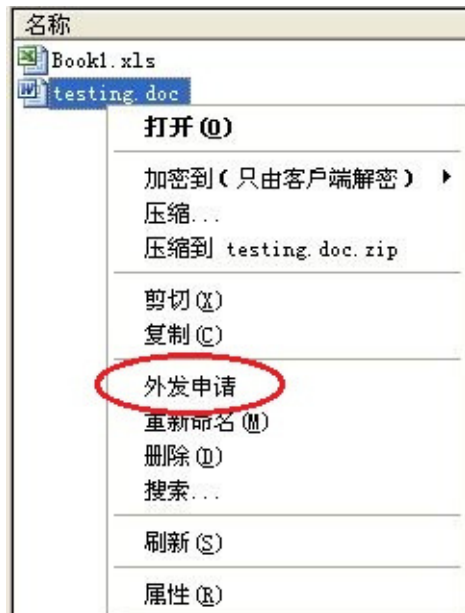 名称
Book1.xls
testing.doc
打开(O)
加密到(只由客戶端解密)
压缩...
压缩到 testing.doc.zip
剪切(X)
复制(C)
外发申请
重新命名(M)
删除(D)
搜索...
刷新(S)
属性(R)